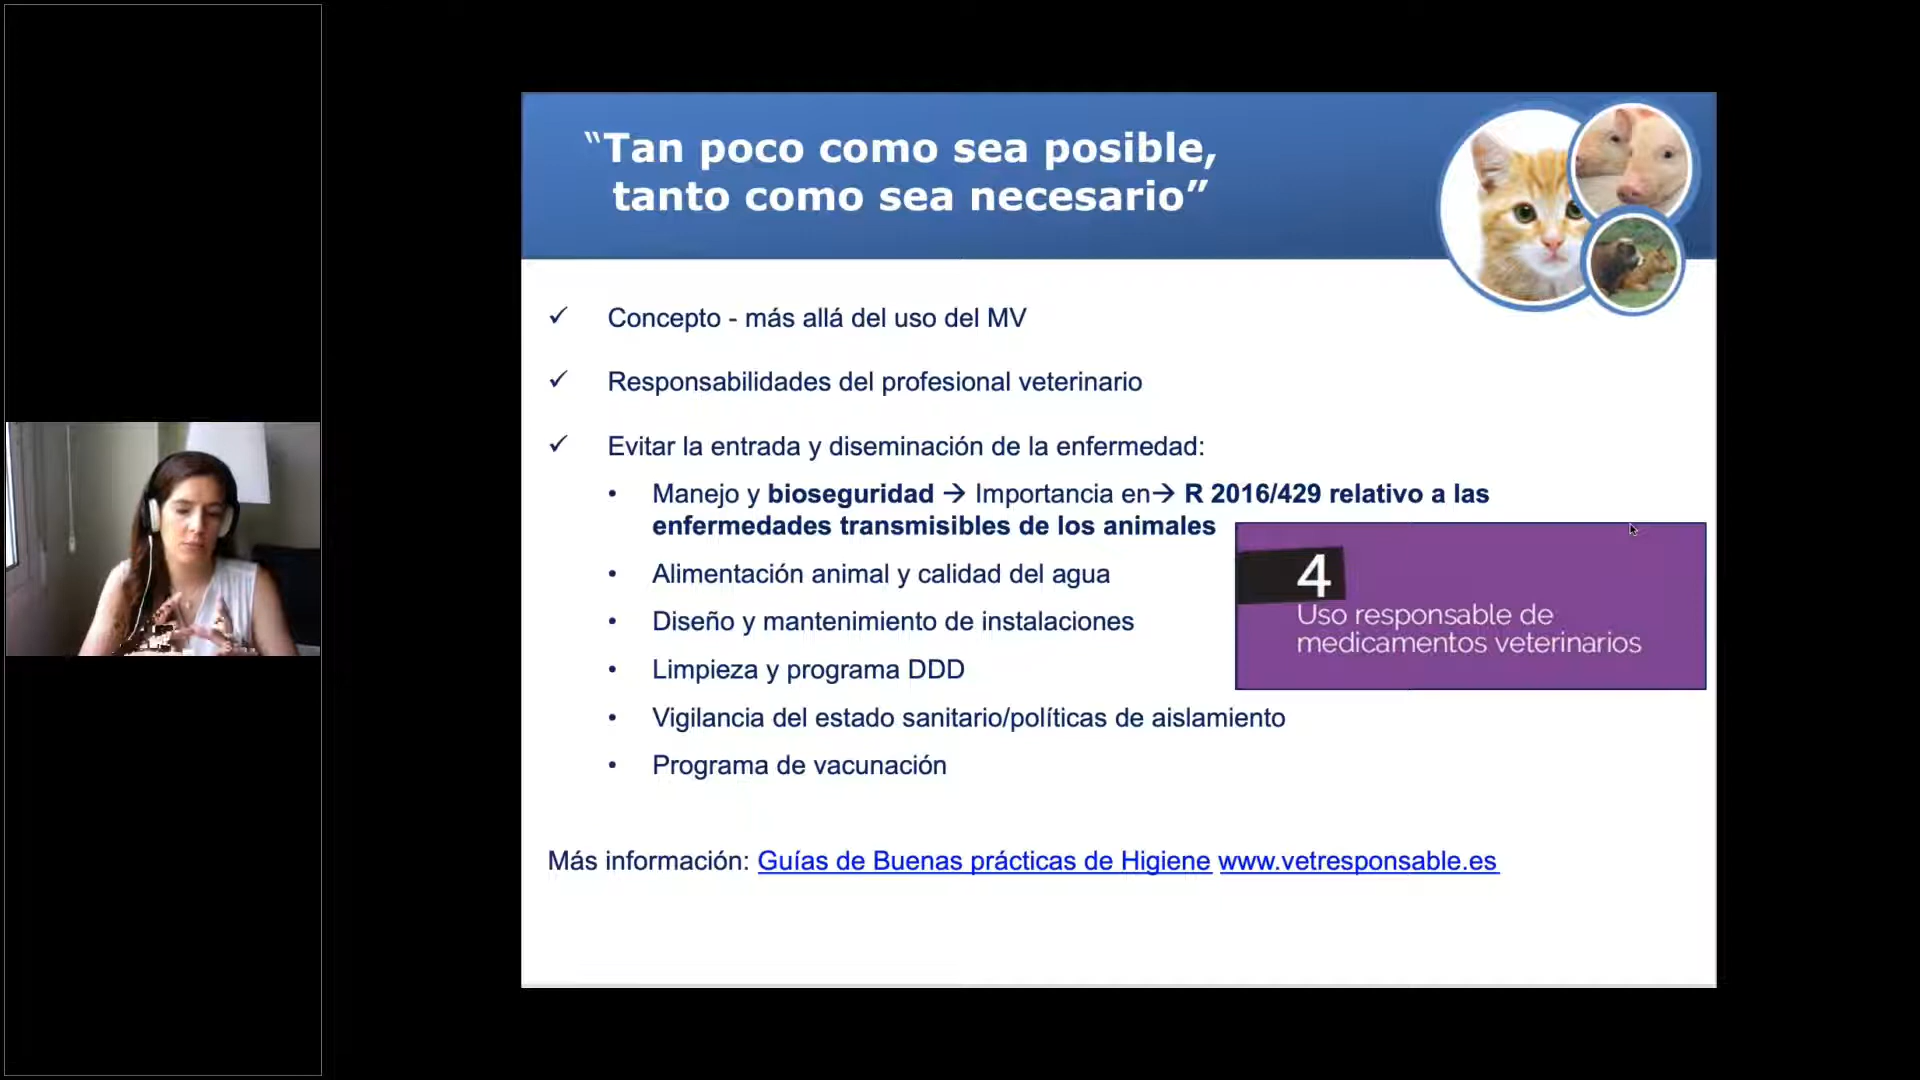 “Tan poco como sea posible,
tanto como sea necesario”
✓ Concepto - más allá del uso del MV
✓ Responsabilidades del profesional veterinario
✓ Evitar la entrada y diseminación de la enfermedad:
• Manejo y bioseguridad → Importancia en→ R 2016/429 relativo a las
enfermedades transmisibles de los animales
• Alimentación animal y calidad del agua
• Diseño y mantenimiento de instalaciones
• Limpieza y programa DDD
• Vigilancia del estado sanitario/políticas de aislamiento
• Programa de vacunación
4
Uso responsable de
medicamentos veterinarios
Más información: Guías de Buenas prácticas de Higiene www.vetresponsable.es